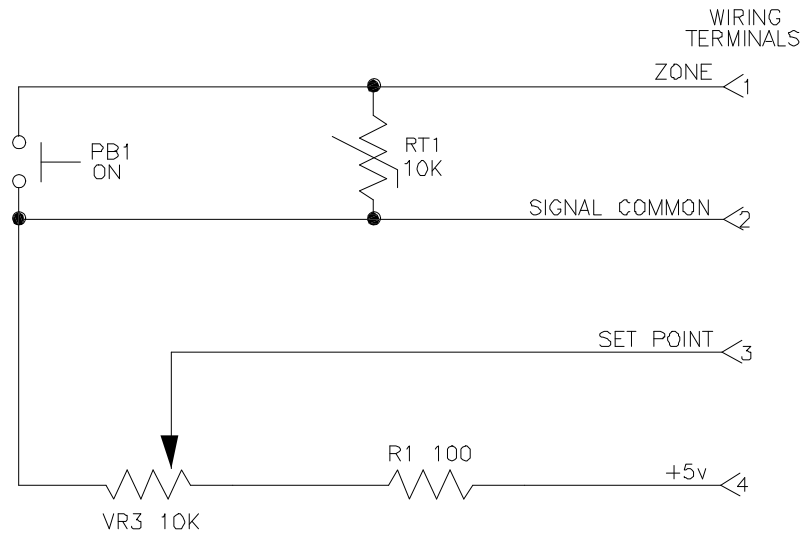 WIRING
TERMINALS
ZONE
1
PB1
ON
RT1
10K
SIGNAL COMMON
2
SET POINT
3
R1 100
+5v
4
VR3 10K